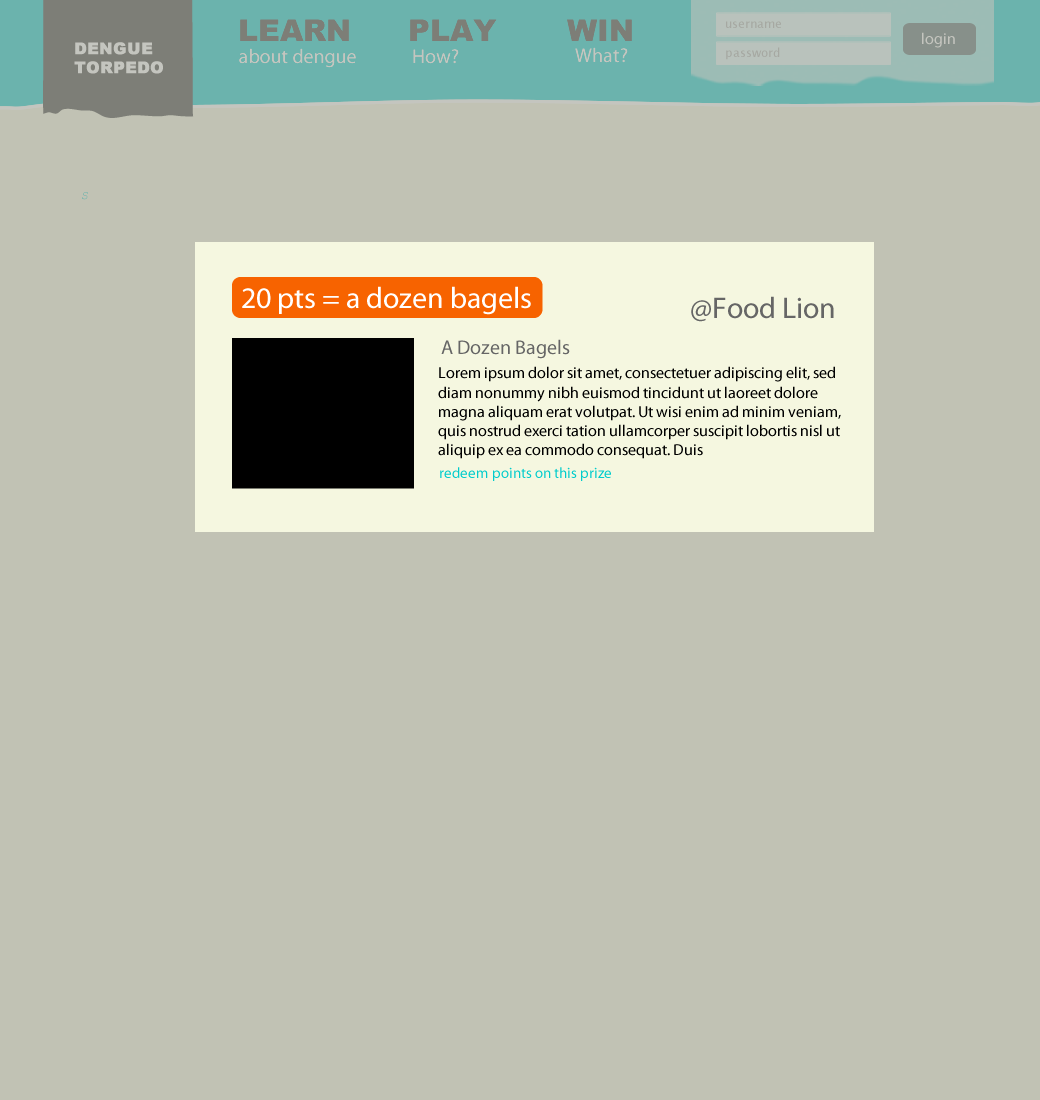 DENGUE
TORPEDO
LEARN
about dengue
PLAY
How?
WIN
What?
username
password
login
s
20 pts = a dozen bagels
@Food Lion
A Dozen Bagels
Lorem ipsum dolor sit amet, consectetuer adipiscing elit, sed
diam nonummy nibh euismod tincidunt ut laoreet dolore
magna aliquam erat volutpat. Ut wisi enim ad minim veniam,
quis nostrud exerci tation ullamcorper suscipit lobortis nisl ut
aliquip ex ea commodo consequat. Duis
redeem points on this prize